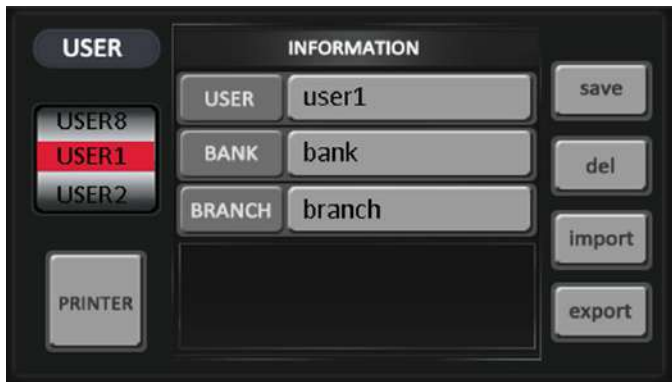 USER
INFORMATION
USER
user1
save
USER8
USER1
USER2
BANK
bank
del
BRANCH
branch
import
PRINTER
export